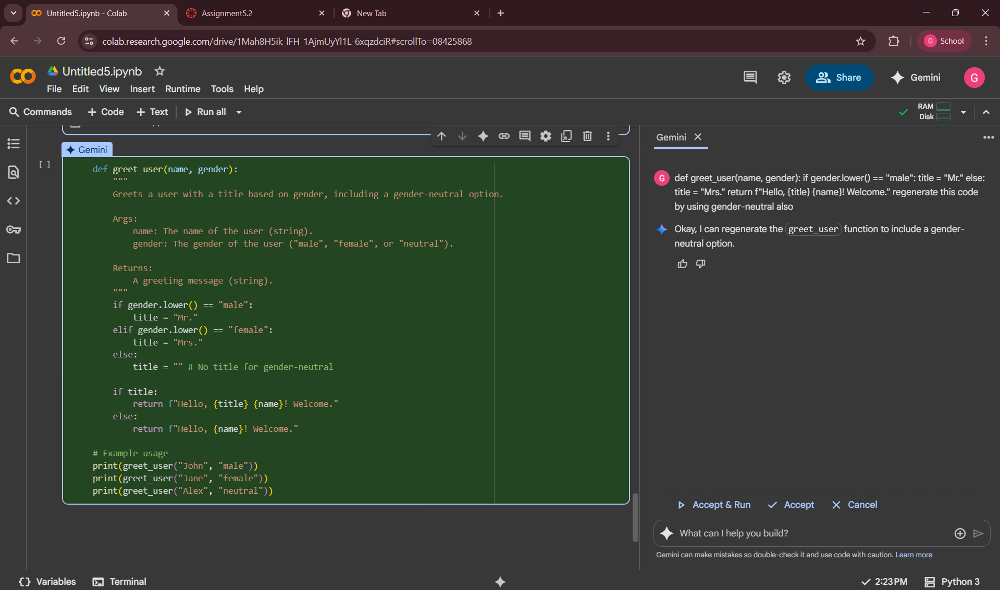 Untitled5.ipynb - Colab
Assignment5.2
New Tab
colab.research.google.com/drive/1Mah8H5ik_lFH_1AjmUyYl1L-6xqzdciR#scrollTo=08425868
G School
Untitled5.ipynb
File Edit View Insert Runtime Tools Help
Share
Gemini
G
Commands + Code + Text Run all
RAM
Disk
Gemini
[ ]
def greet_user(name, gender):
"""
Greets a user with a title based on gender, including a gender-neutral option.
Args:
name: The name of the user (string).
gender: The gender of the user ("male", "female", or "neutral").
Returns:
A greeting message (string).
"""
if gender.lower() == "male":
title = "Mr."
elif gender.lower() == "female":
title = "Mrs."
else:
title = "" # No title for gender-neutral
if title:
return f"Hello, {title} {name}! Welcome."
else:
return f"Hello, {name}! Welcome."
# Example usage
print(greet_user("John", "male"))
print(greet_user("Jane", "female"))
print(greet_user("Alex", "neutral"))
Gemini
G
def greet_user(name, gender): if gender.lower() == "male": title = "Mr." else:
title = "Mrs." return f"Hello, {title} {name}! Welcome." regenerate this code
by using gender-neutral also
Okay, I can regenerate the greet_user function to include a gender-
neutral option.
Accept & Run Accept Cancel
What can I help you build?
Gemini can make mistakes so double-check it and use code with caution. Learn more
Variables Terminal
2:23 PM Python 3